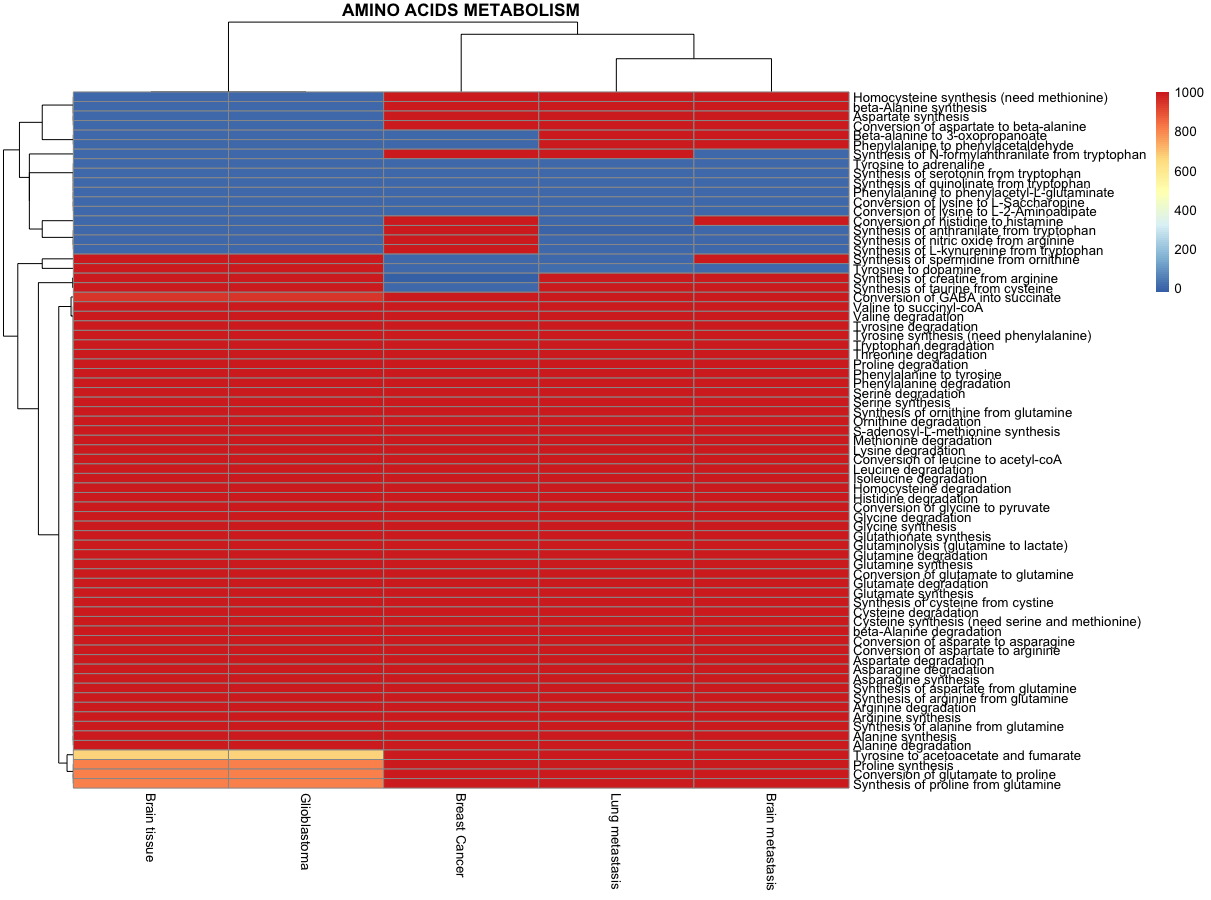 AMINO ACIDS METABOLISM
Homocysteine synthesis (need methionine)
beta-Alanine synthesis
Aspartate synthesis
Conversion of aspartate to beta-alanine
Beta-alanine to 3-oxopropanoate
Phenylalanine to phenylacetaldehyde
Synthesis of N-formylanthranilate from tryptophan
Tyrosine to adrenaline
Synthesis of serotonin from tryptophan
Synthesis of quinolinate from tryptophan
Phenylalanine to phenylacetyl-L-glutaminate
Conversion of lysine to L-Saccharopine
Conversion of lysine to L-2-Aminoadipate
Conversion of histidine to histamine
Synthesis of anthranilate from tryptophan
Synthesis of nitric oxide from arginine
Synthesis of L-kynurenine from tryptophan
Synthesis of spermidine from ornithine
Tyrosine to dopamine
Synthesis of creatine from arginine
Synthesis of taurine from cysteine
Conversion of GABA into succinate
Valine to succinyl-coA
Valine degradation
Tyrosine degradation
Tyrosine synthesis (need phenylalanine)
Tryptophan degradation
Threonine degradation
Proline degradation
Phenylalanine to tyrosine
Phenylalanine degradation
Serine degradation
Serine synthesis
Synthesis of ornithine from glutamine
Ornithine degradation
S-adenosyl-L-methionine synthesis
Methionine degradation
Lysine degradation
Conversion of leucine to acetyl-coA
Leucine degradation
Isoleucine degradation
Homocysteine degradation
Histidine degradation
Conversion of glycine to pyruvate
Glycine degradation
Glycine synthesis
Glutathionate synthesis
Glutaminolysis (glutamine to lactate)
Glutamine degradation
Glutamine synthesis
Conversion of glutamate to glutamine
Glutamate degradation
Glutamate synthesis
Synthesis of cysteine from cystine
Cysteine degradation
Cysteine synthesis (need serine and methionine)
beta-Alanine degradation
Conversion of asparate to asparagine
Conversion of aspartate to arginine
Aspartate degradation
Asparagine degradation
Asparagine synthesis
Synthesis of aspartate from glutamine
Synthesis of arginine from glutamine
Arginine degradation
Arginine synthesis
Synthesis of alanine from glutamine
Alanine synthesis
Alanine degradation
Tyrosine to acetoacetate and fumarate
Proline synthesis
Conversion of glutamate to proline
Synthesis of proline from glutamine
1000
800
600
400
200
0
Brain tissue
Glioblastoma
Breast Cancer
Lung metastasis
Brain metastasis